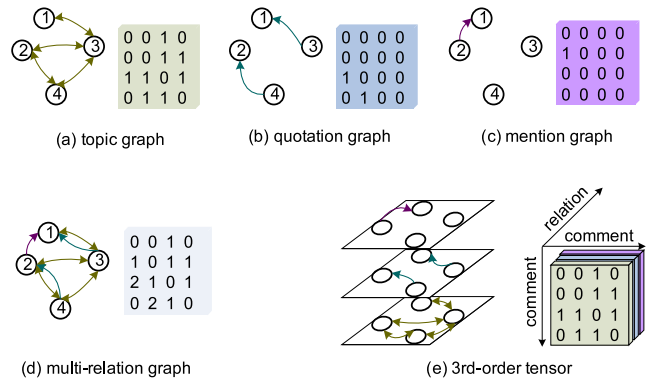 1
2
3
4
0 0 1 0
0 0 1 1
1 1 0 1
0 1 1 0
(a) topic graph
1
2
3
4
0 0 0 0
0 0 0 0
1 0 0 0
0 1 0 0
(b) quotation graph
1
2
3
4
0 0 0 0
1 0 0 0
0 0 0 0
0 0 0 0
(c) mention graph
1
2
3
4
0 0 1 0
1 0 1 1
2 1 0 1
0 2 1 0
(d) multi-relation graph
relation
comment
comment
0 0 1 0
0 0 1 1
1 1 0 1
0 1 1 0
(e) 3rd-order tensor